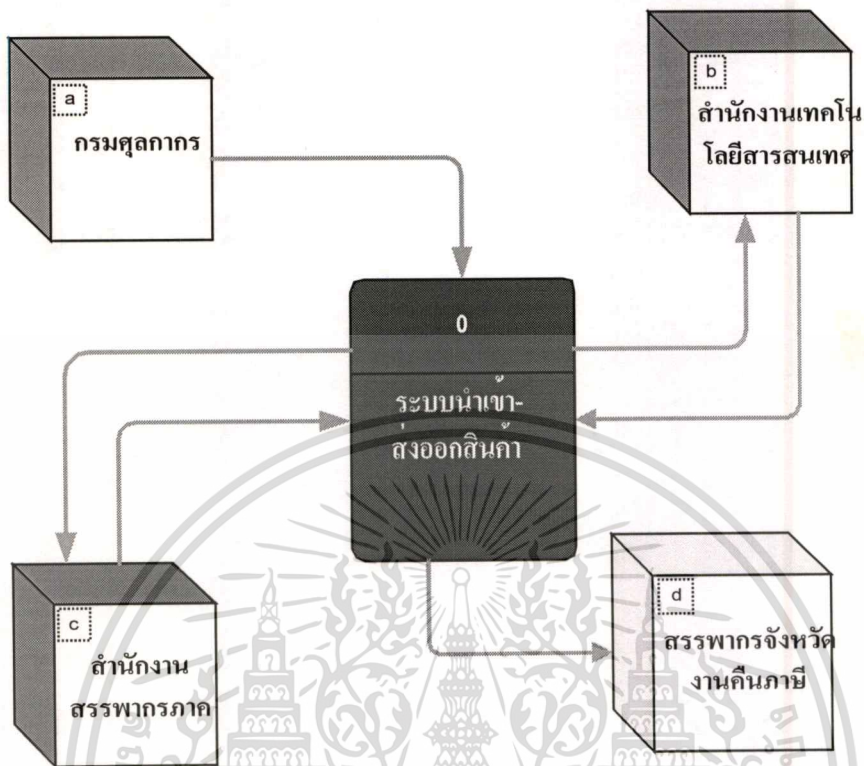 a
กรมศุลกากร
b
สำนักงานเทคโน
โลยีสารสนเทศ
0
ระบบนำเข้า-
ส่งออกสินค้า
c
สำนักงาน
สรรพากรภาค
d
สรรพากรจังหวัด
งานคืนภาษี